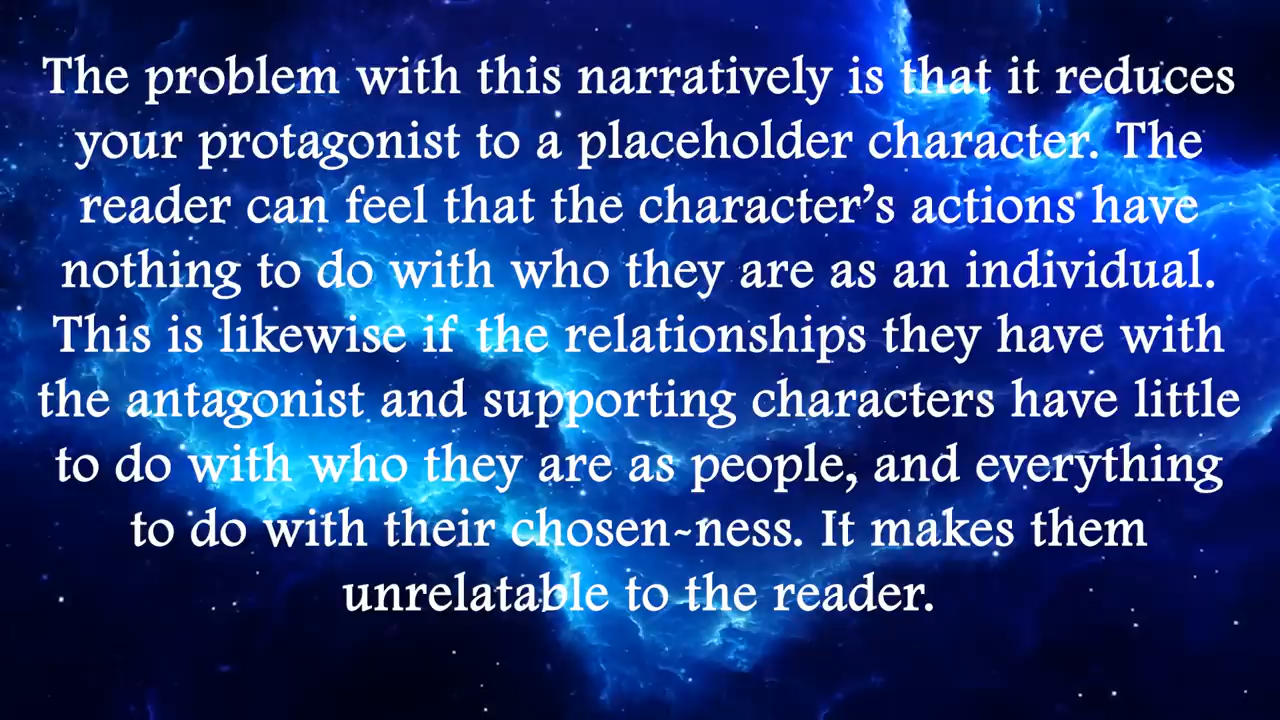 The problem with this narratively is that it reduces
your protagonist to a placeholder character. The
reader can feel that the character’s actions have
nothing to do with who they are as an individual.
This is likewise if the relationships they have with
the antagonist and supporting characters have little
to do with who they are as people, and everything
to do with their chosen-ness. It makes them
unrelatable to the reader.